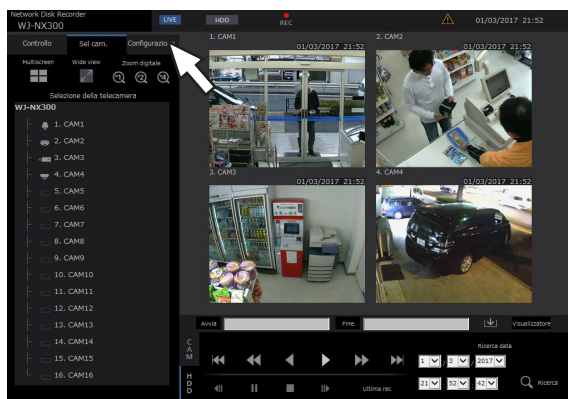 Network Disk Recorder
WJ-NX300
LIVE
HDD
REC
01/03/2017 21:52
Controllo
Sel cam.
Configurazio.
Multiscreen
Wide view
Zoom digitale
x1
x2
x4
Selezione della telecamera
WJ-NX300
1. CAM1
2. CAM2
3. CAM3
4. CAM4
5. CAM5
6. CAM6
7. CAM7
8. CAM8
9. CAM9
10. CAM10
11. CAM11
12. CAM12
13. CAM13
14. CAM14
15. CAM15
16. CAM16
1. CAM1
01/03/2017 21:52
2. CAM2
01/03/2017 21:52
3. CAM3
01/03/2017 21:52
4. CAM4
01/03/2017 21:52
Avvia
Fine
Visualizzatore
CAM
HDD
Ultima rec
Ricerca data
1 / 3 / 2017
21 : 52 : 42
Ricerca